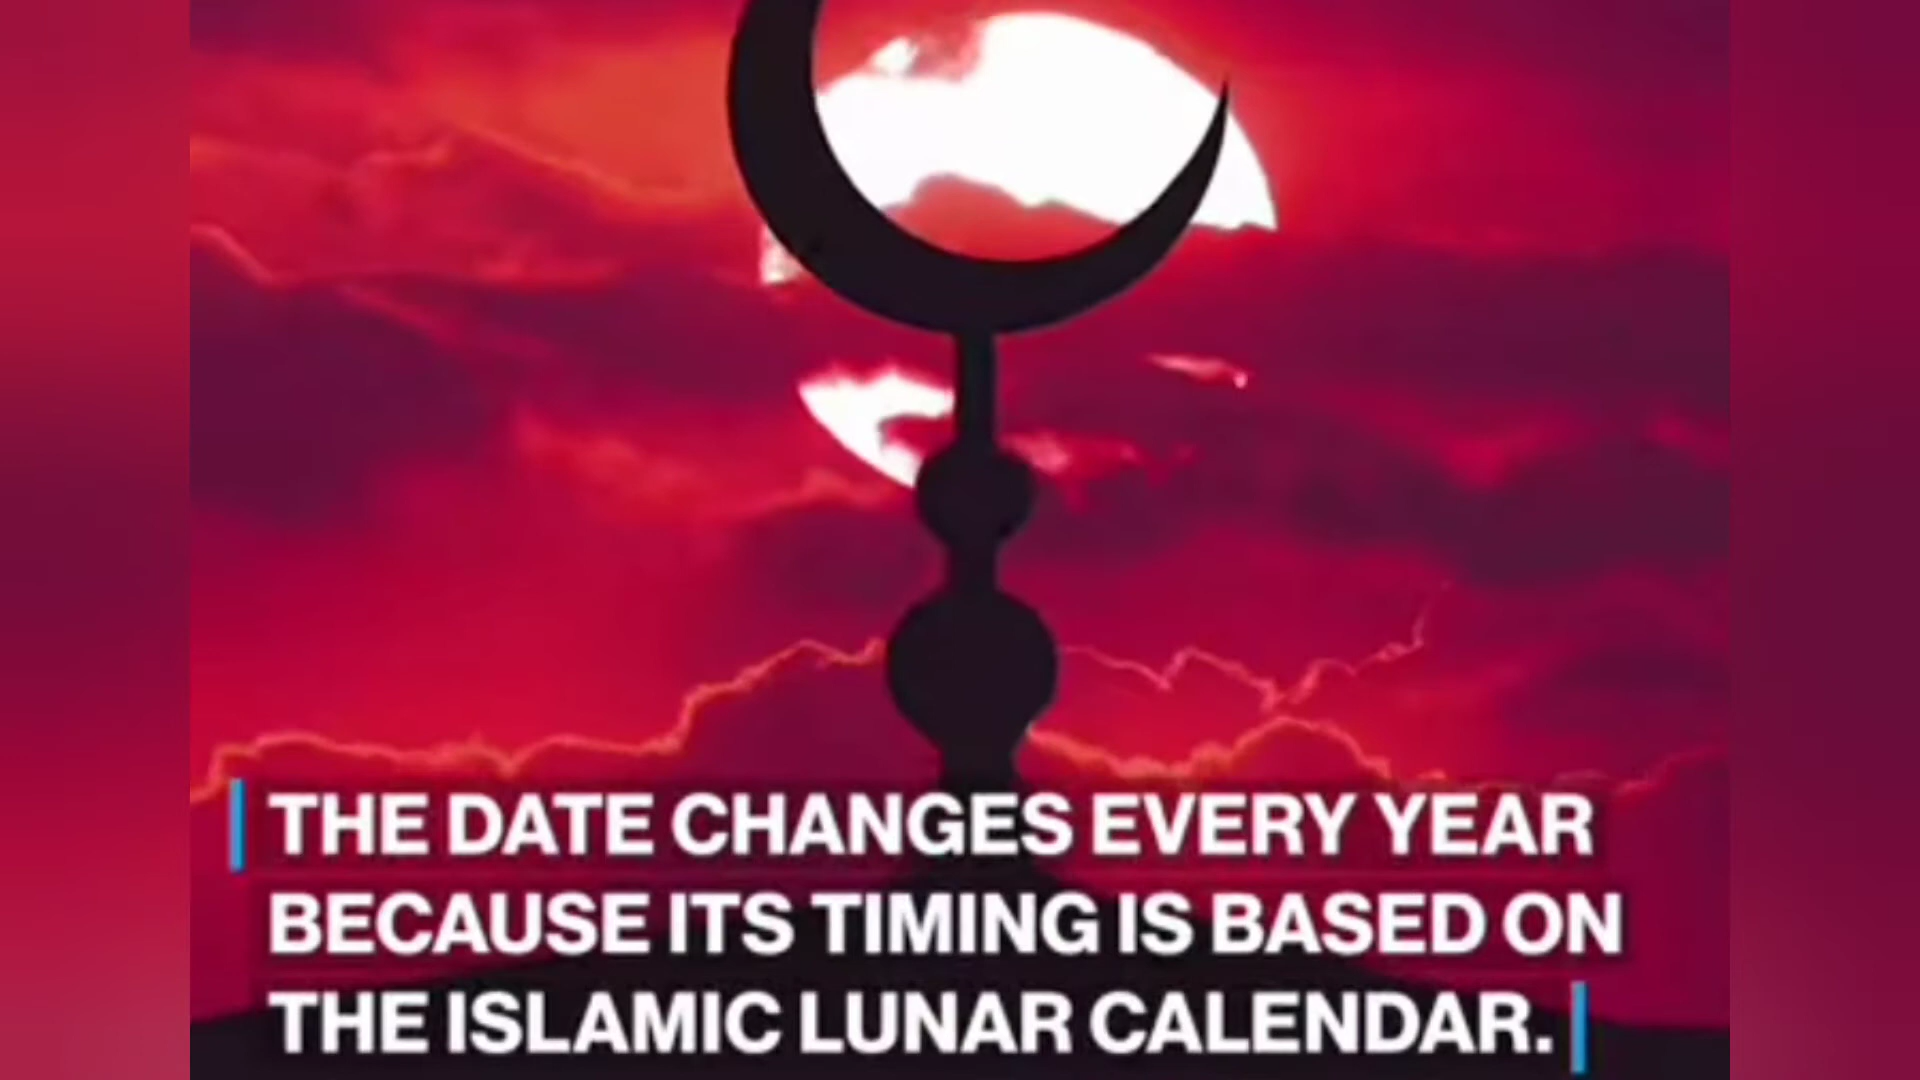 THE DATE CHANGES EVERY YEAR
BECAUSE ITS TIMING IS BASED ON
THE ISLAMIC LUNAR CALENDAR.